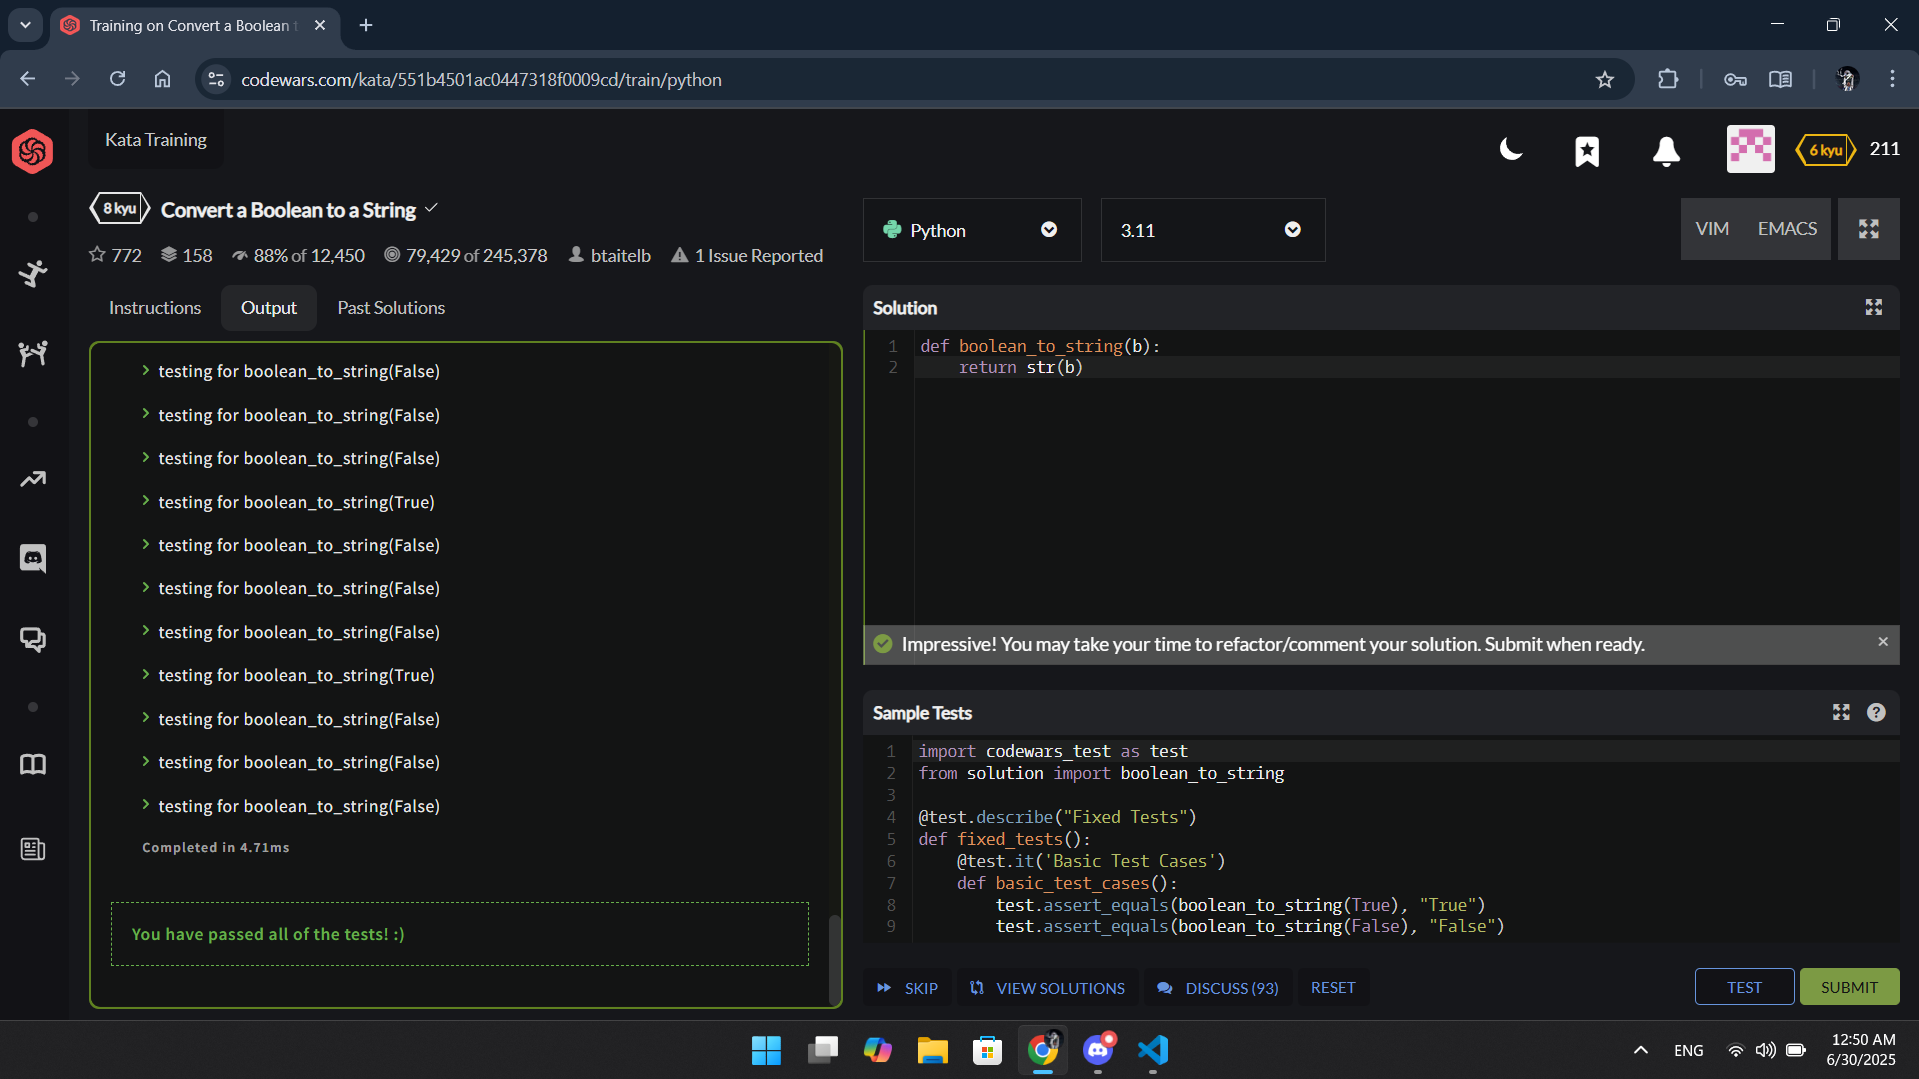 Training on Convert a Boolean t
codewars.com/kata/551b4501ac0447318f0009cd/train/python
Kata Training
6 kyu
211
8 kyu
Convert a Boolean to a String
772
158
88% of 12,450
79,429 of 245,378
btaitelb
1 Issue Reported
Python
3.11
VIM
EMACS
Instructions
Output
Past Solutions
testing for boolean_to_string(False)
testing for boolean_to_string(False)
testing for boolean_to_string(False)
testing for boolean_to_string(True)
testing for boolean_to_string(False)
testing for boolean_to_string(False)
testing for boolean_to_string(False)
testing for boolean_to_string(True)
testing for boolean_to_string(False)
testing for boolean_to_string(False)
testing for boolean_to_string(False)
Completed in 4.71ms
You have passed all of the tests! :)
Solution
1 def boolean_to_string(b):
2     return str(b)
Impressive! You may take your time to refactor/comment your solution. Submit when ready.
Sample Tests
1 import codewars_test as test
2 from solution import boolean_to_string
3
4 @test.describe("Fixed Tests")
5 def fixed_tests():
6     @test.it('Basic Test Cases')
7     def basic_test_cases():
8         test.assert_equals(boolean_to_string(True), "True")
9         test.assert_equals(boolean_to_string(False), "False")
SKIP
VIEW SOLUTIONS
DISCUSS (93)
RESET
TEST
SUBMIT
ENG
12:50 AM
6/30/2025